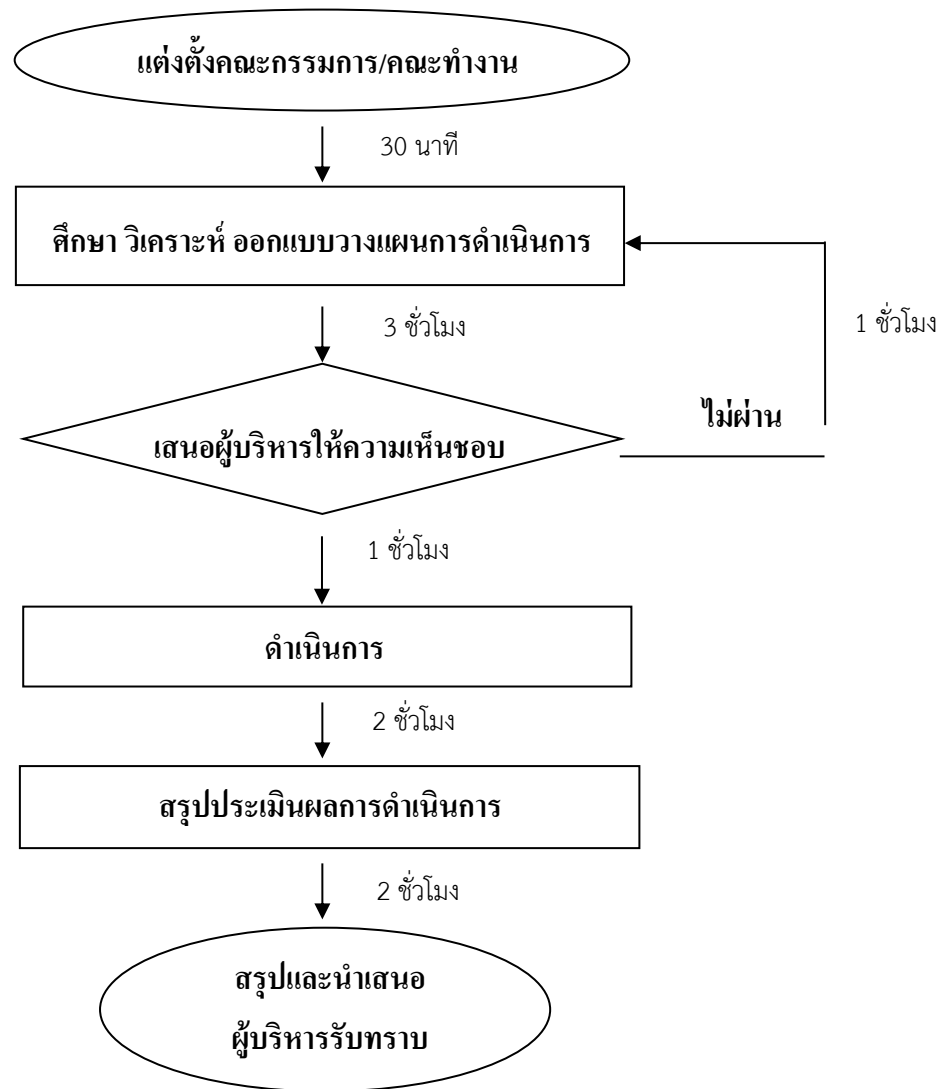 แต่งตั้งคณะกรรมการ/คณะทำงาน
30 นาที
ศึกษา วิเคราะห์ ออกแบบวางแผนการดำเนินการ
3 ชั่วโมง
1 ชั่วโมง
ไม่ผ่าน
เสนอผู้บริหารให้ความเห็นชอบ
1 ชั่วโมง
ดำเนินการ
2 ชั่วโมง
สรุปประเมินผลการดำเนินการ
2 ชั่วโมง
สรุปและนำเสนอ
ผู้บริหารรับทราบ